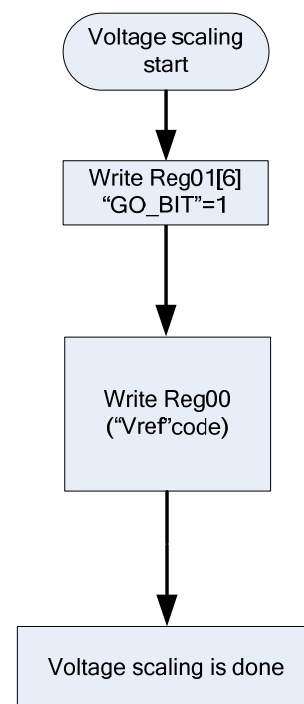 Voltage scaling
start
Write Reg01[6]
“GO_BIT”=1
Write Reg00
(“Vref”code)
Voltage scaling is done